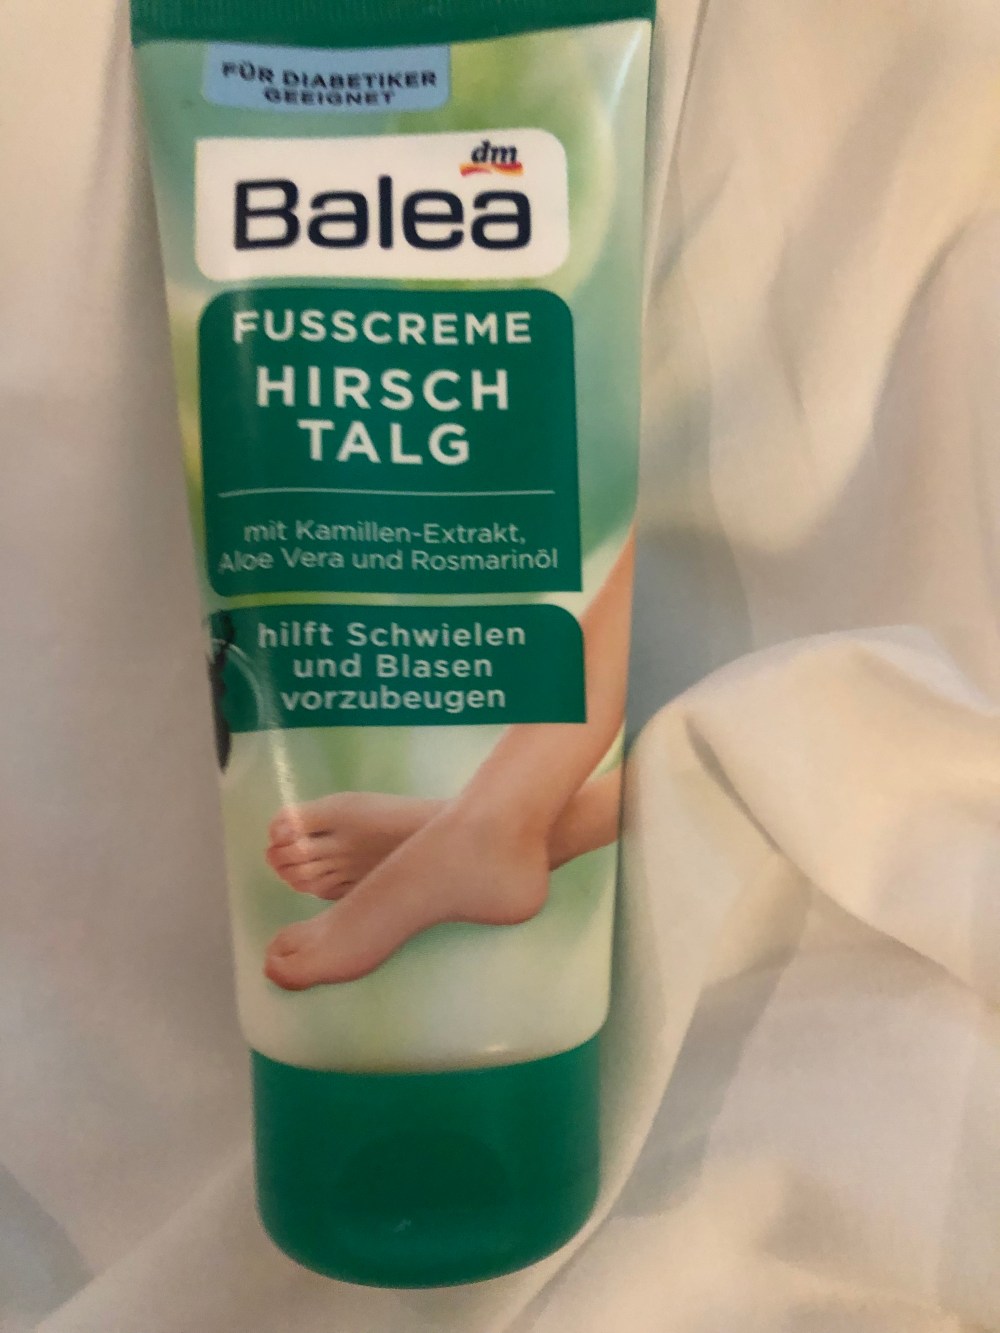 FÜR DIABETIKER
GEEIGNET
dm
Balea
FUSSCREME
HIRSCH
TALG
mit Kamillen-Extrakt,
Aloe Vera und Rosmarinöl
hilft Schwielen
und Blasen
vorzubeugen